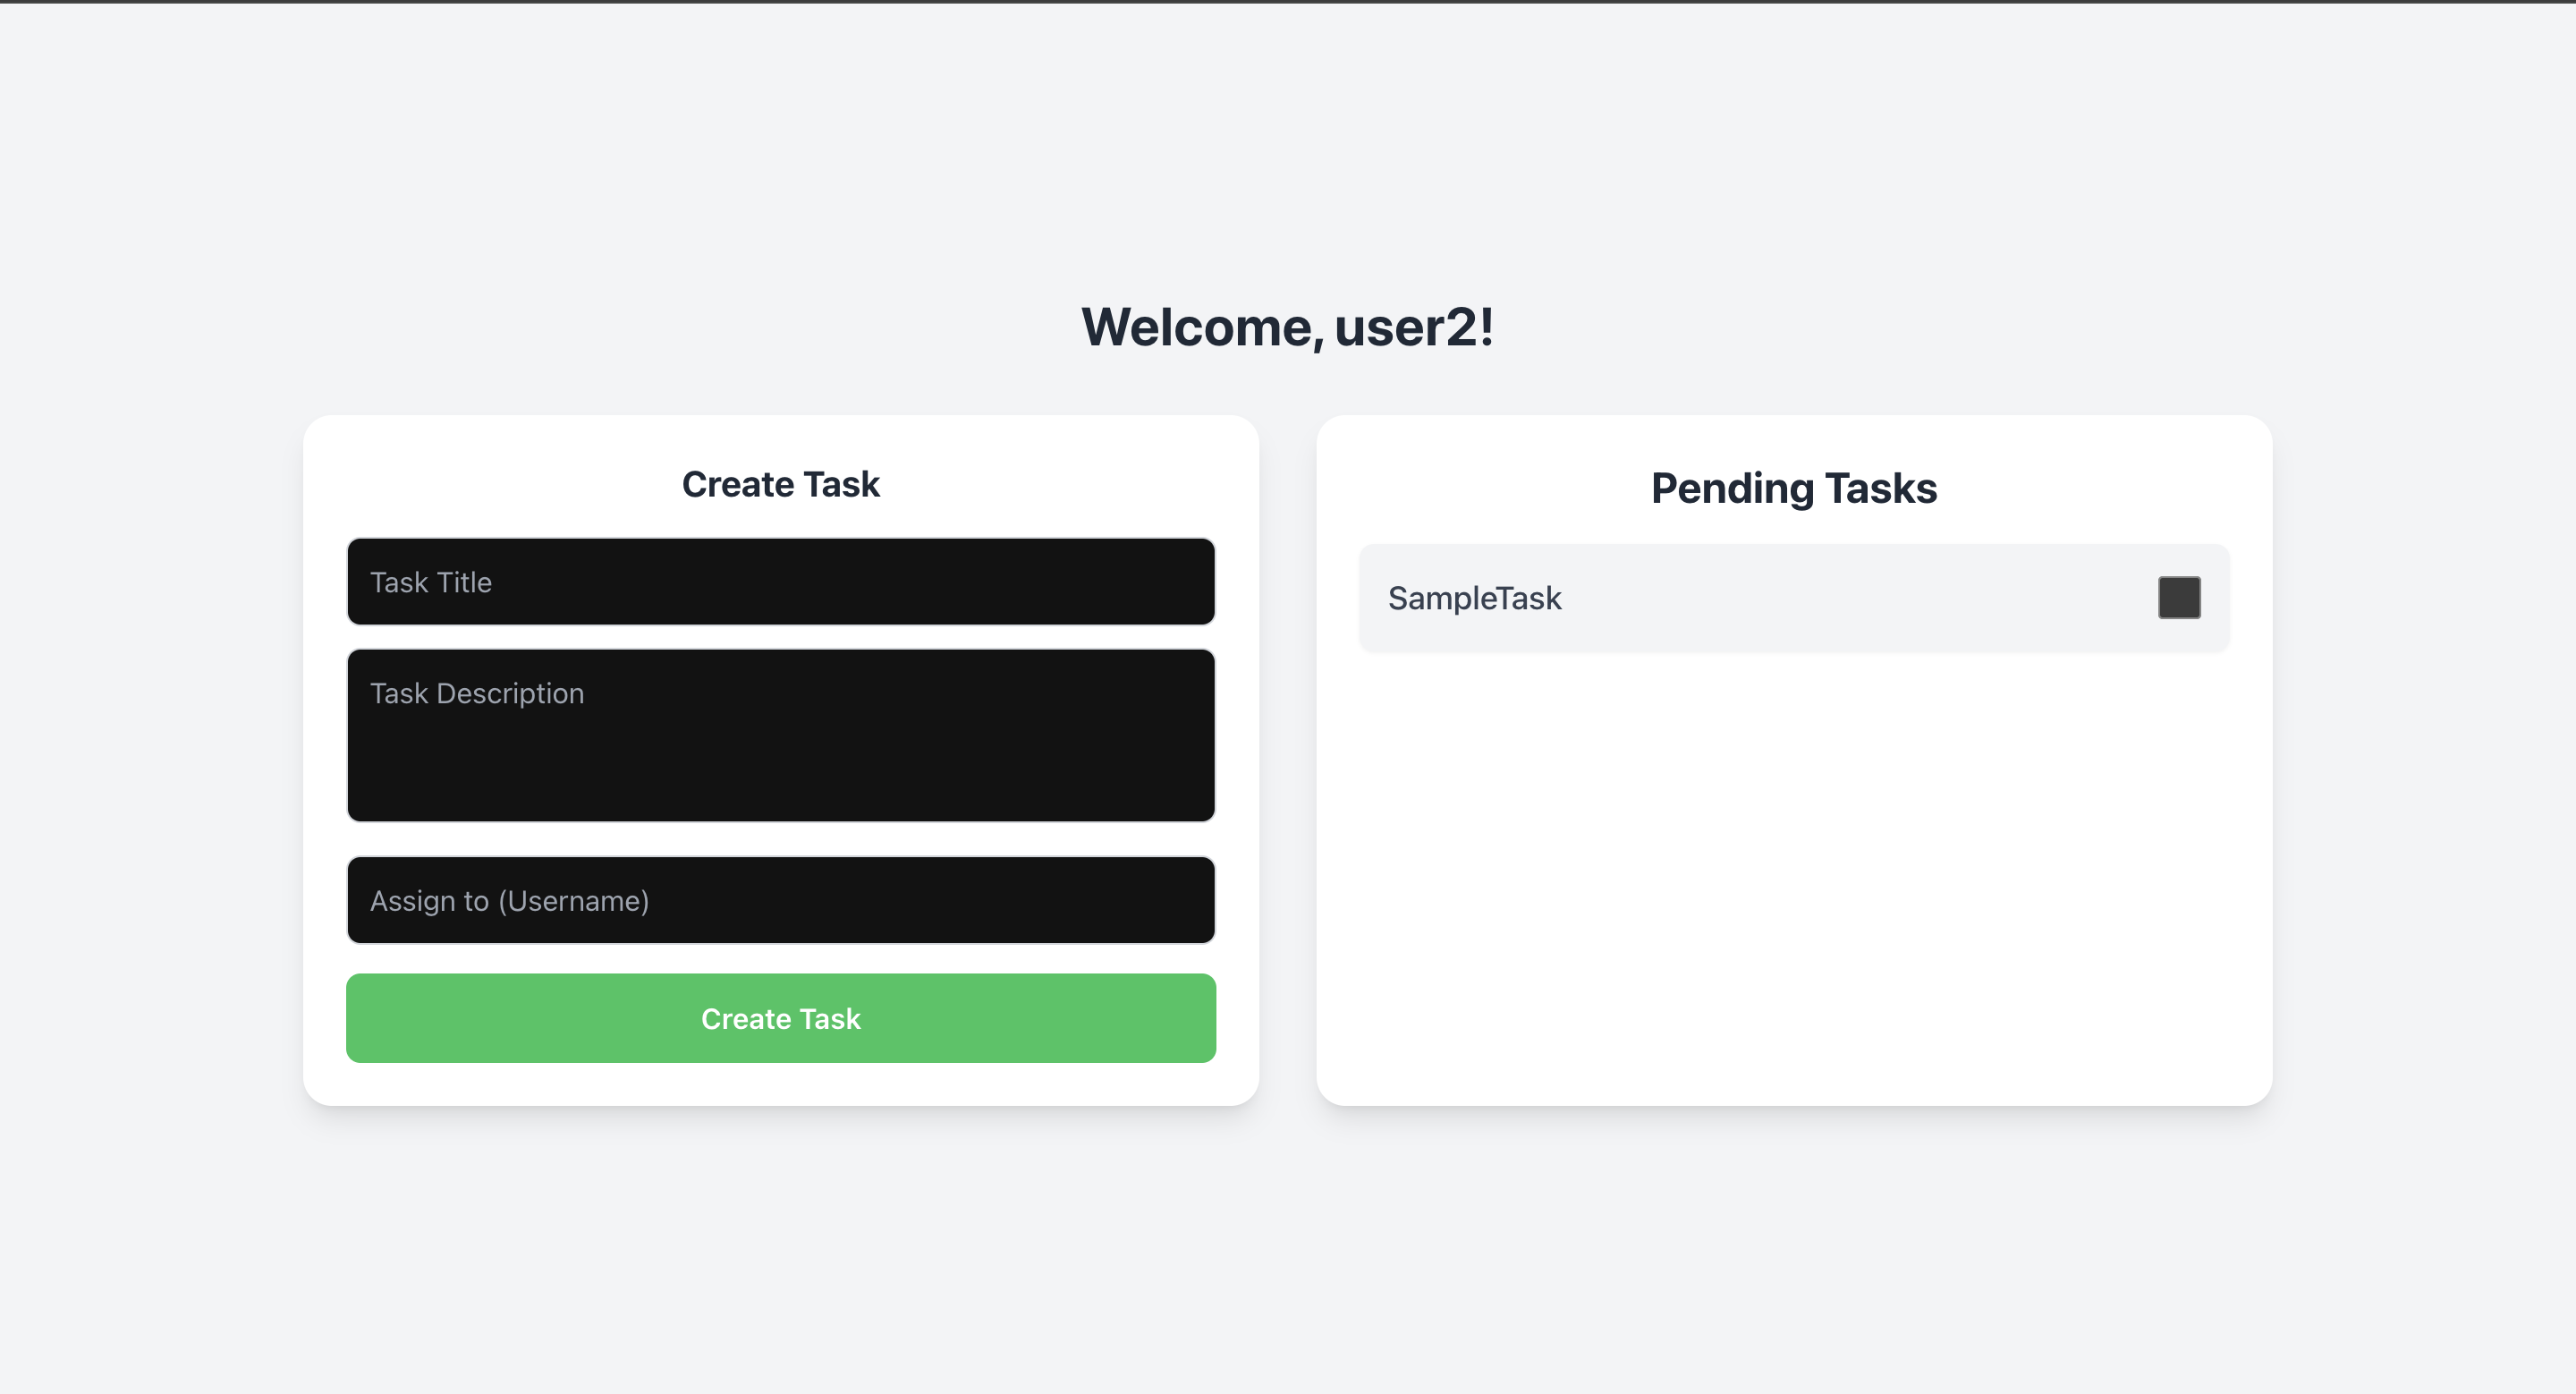 Welcome, user2!
Create Task
Task Title
Task Description
Assign to (Username)
Create Task
Pending Tasks
SampleTask